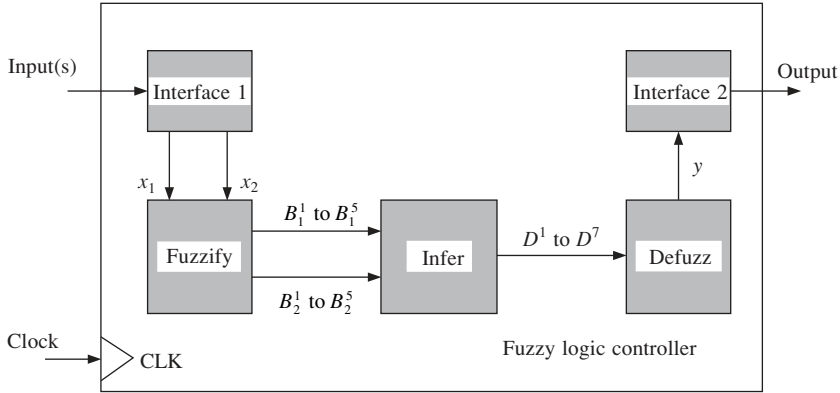 Input(s)
Interface 1
Interface 2
Output
x₁
x₂
y
B₁¹ to B₁⁵
Fuzzify
Infer
D¹ to D⁷
Defuzz
B₂¹ to B₂⁵
Clock
CLK
Fuzzy logic controller